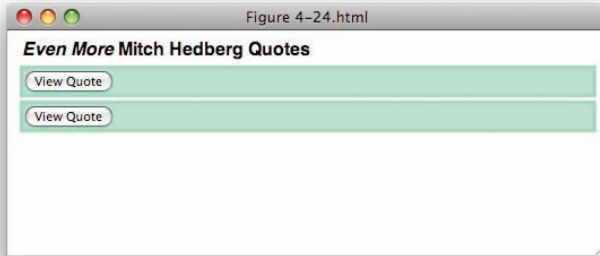 Figure 4-24.html
Even More Mitch Hedberg Quotes
View Quote
View Quote